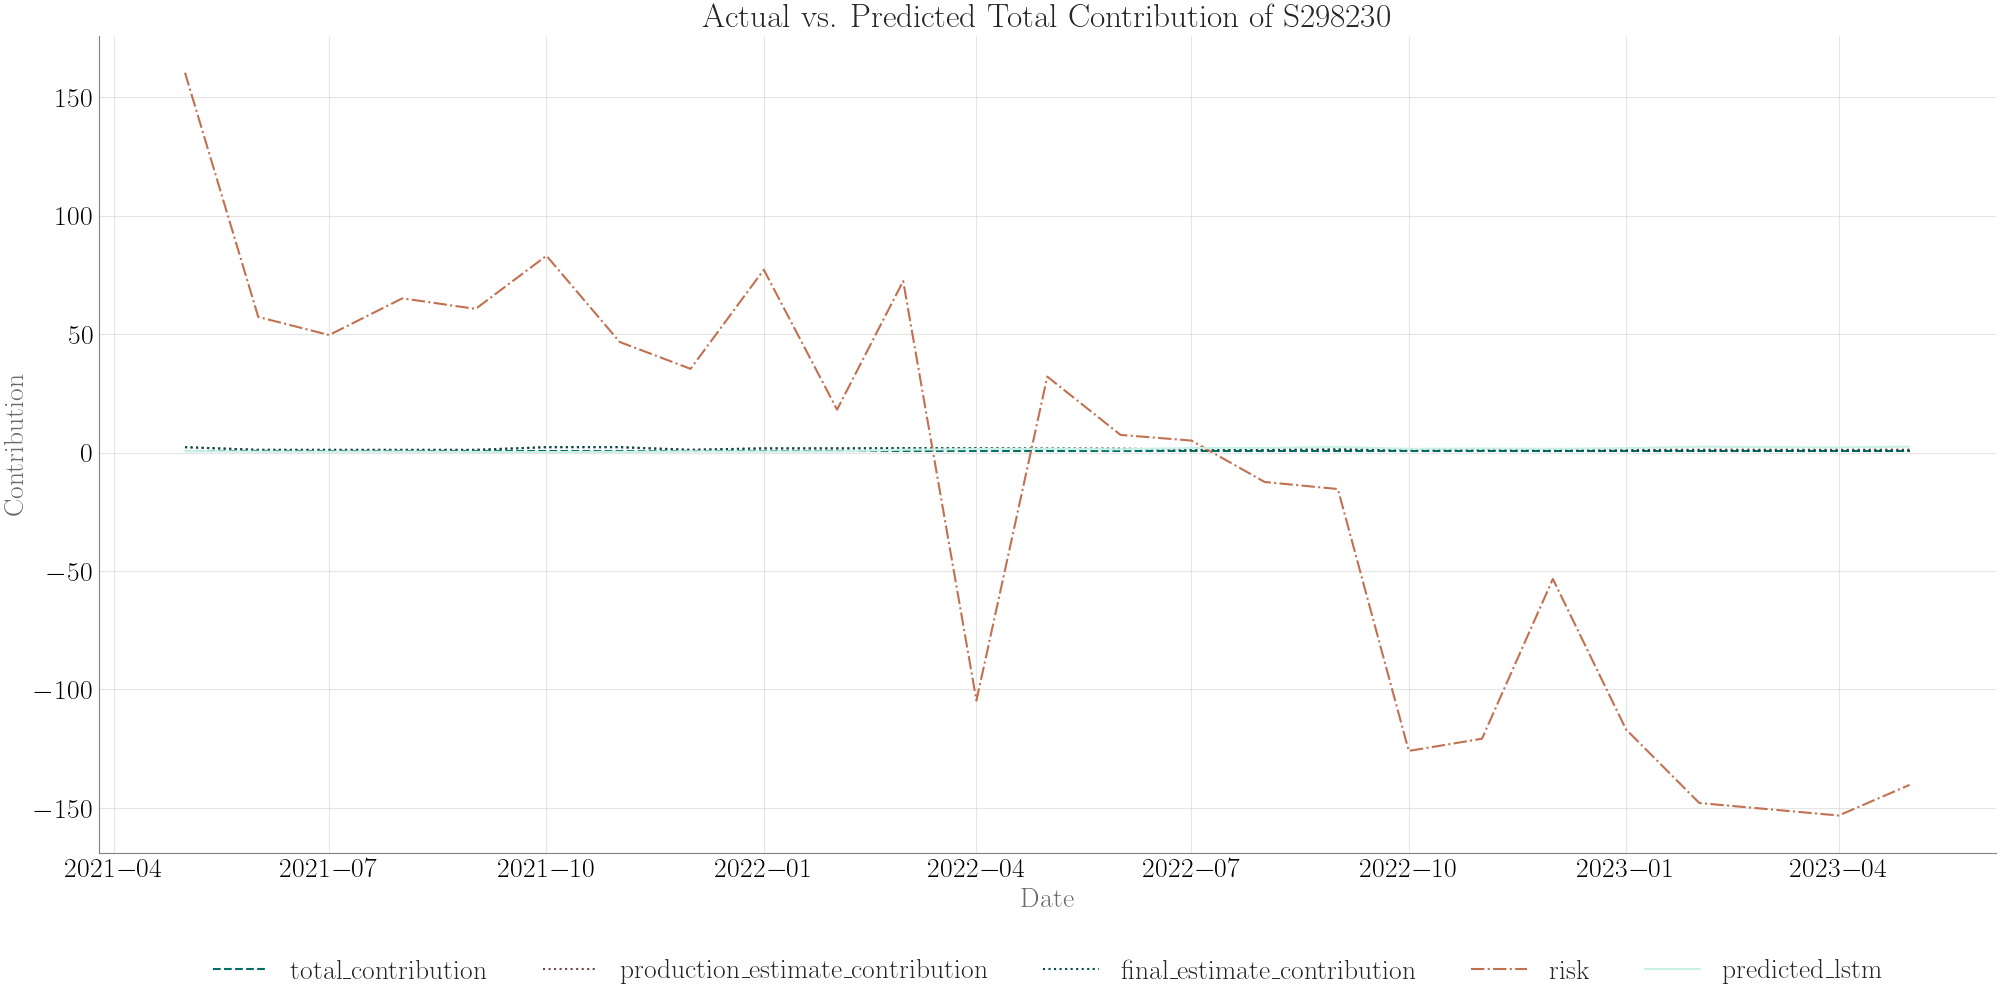 Actual vs. Predicted Total Contribution of S298230
Contribution
150
100
50
0
−50
−100
−150
2021−04 2021−07 2021−10 2022−01 2022−04 2022−07 2022−10 2023−01 2023−04
Date
total_contribution production_estimate_contribution final_estimate_contribution risk predicted_lstm